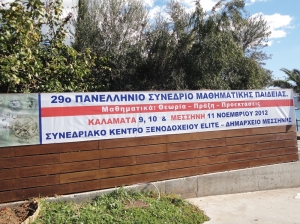 29ο ΠΑΝΕΛΛΗΝΙΟ ΣΥΝΕΔΡΙΟ ΜΑΘΗΜΑΤΙΚΗΣ ΠΑΙΔΕΙΑΣ
Μαθηματικά: Θεωρία - Πράξη - Προεκτάσεις
ΚΑΛΑΜΑΤΑ 9, 10 & ΜΕΣΣΗΝΗ 11 ΝΟΕΜΒΡΙΟΥ 2012
ΣΥΝΕΔΡΙΑΚΟ ΚΕΝΤΡΟ ΞΕΝΟΔΟΧΕΙΟΥ ELITE - ΔΗΜΑΡΧΕΙΟ ΜΕΣΣΗΝΗΣ